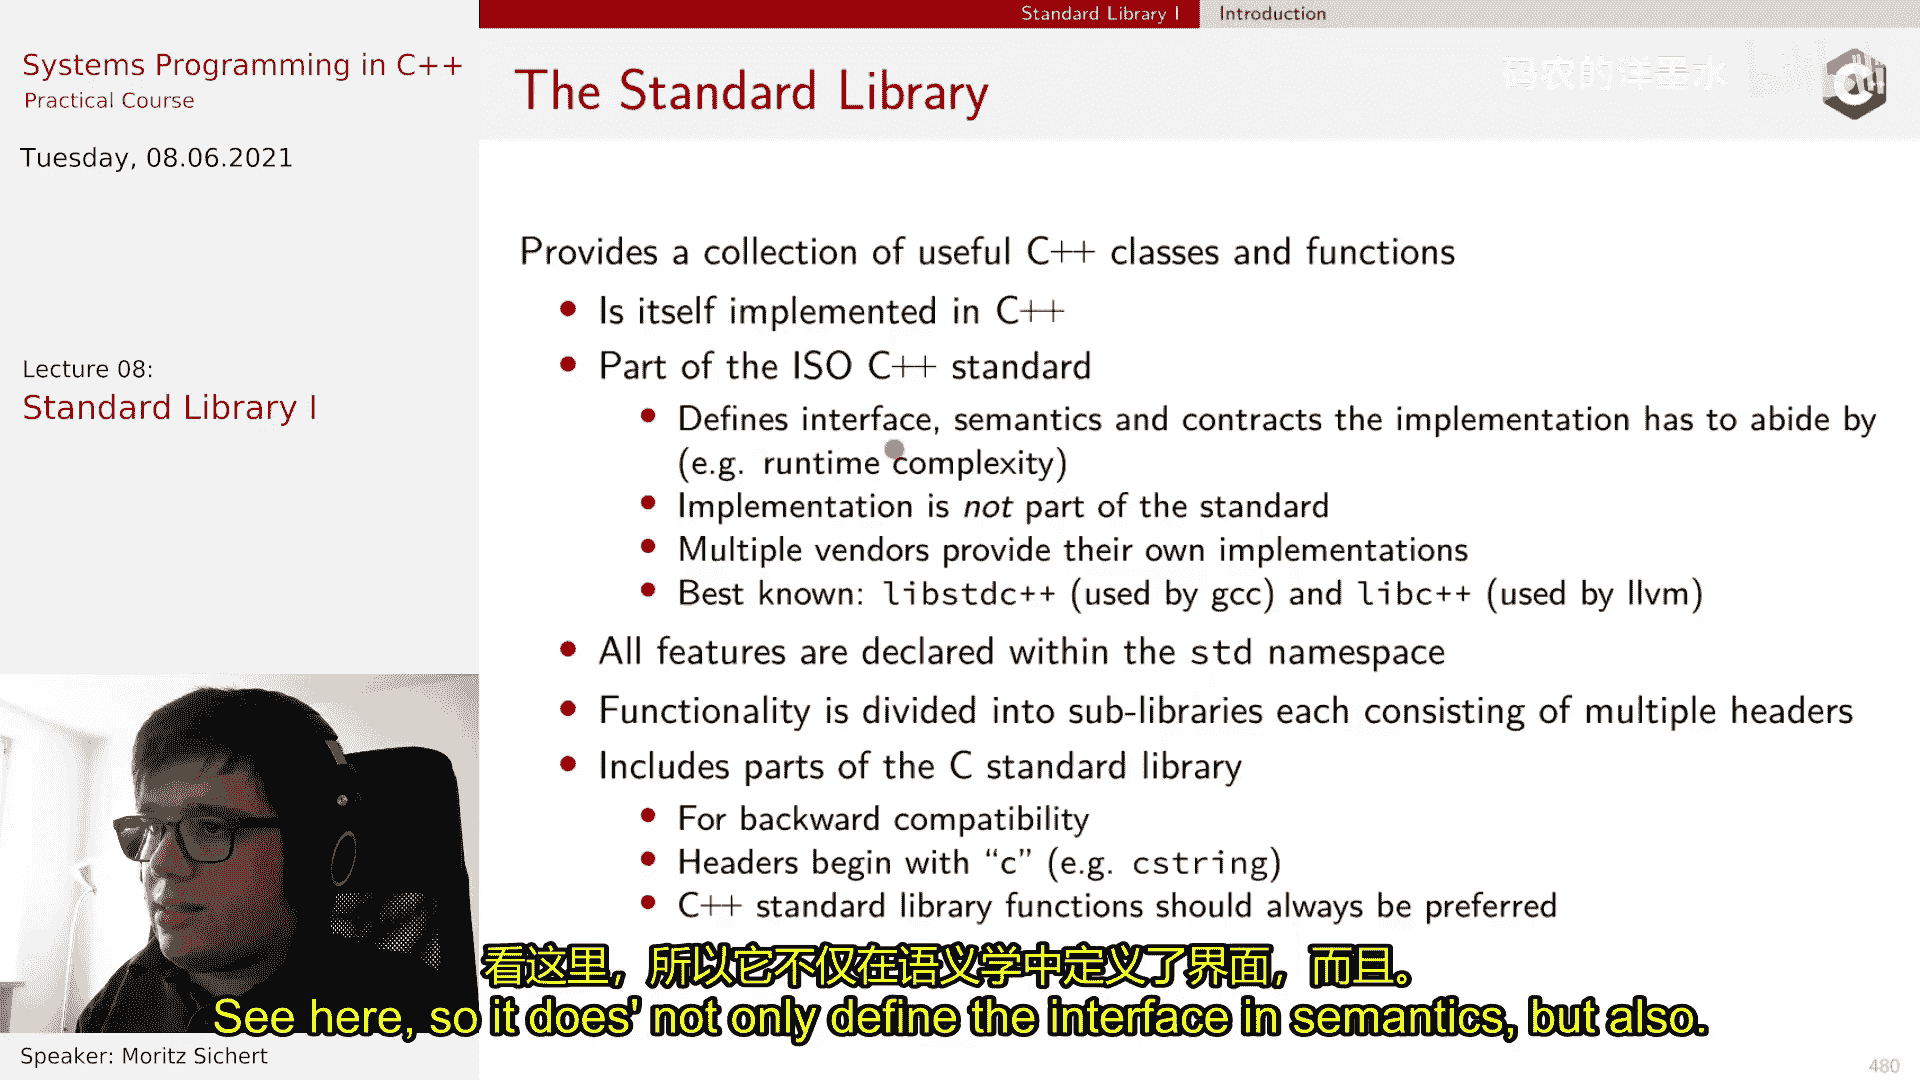 Standard Library I
Introduction
Systems Programming in C++
Practical Course
Tuesday, 08.06.2021
Lecture 08:
Standard Library I
The Standard Library
码农的洋墨水
Provides a collection of useful C++ classes and functions
Is itself implemented in C++
Part of the ISO C++ standard
Defines interface, semantics and contracts the implementation has to abide by
(e.g. runtime complexity)
Implementation is not part of the standard
Multiple vendors provide their own implementations
Best known: libstdc++ (used by gcc) and libc++ (used by llvm)
All features are declared within the std namespace
Functionality is divided into sub-libraries each consisting of multiple headers
Includes parts of the C standard library
For backward compatibility
Headers begin with “c” (e.g. cstring)
C++ standard library functions should always be preferred
看这里，所以它不仅在语义学中定义了界面，而且。
See here, so it does' not only define the interface in semantics, but also.
Speaker: Moritz Sichert
480